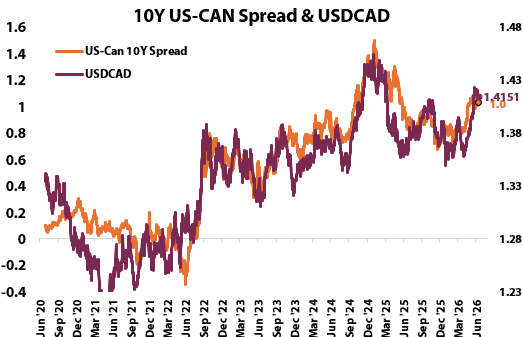 10Y US-CAN Spread & USDCAD
US-Can 10Y Spread
USDCAD
1.6
1.4
1.2
1
0.8
0.6
0.4
0.2
0
-0.2
-0.4
1.48
1.43
1.38
1.33
1.28
1.23
1.4151
1.0
Jun '20
Sep '20
Dec '20
Mar '21
Jun '21
Sep '21
Dec '21
Mar '22
Jun '22
Sep '22
Dec '22
Mar '23
Jun '23
Sep '23
Dec '23
Mar '24
Jun '24
Sep '24
Dec '24
Mar '25
Jun '25
Sep '25
Dec '25
Mar '26
Jun '26